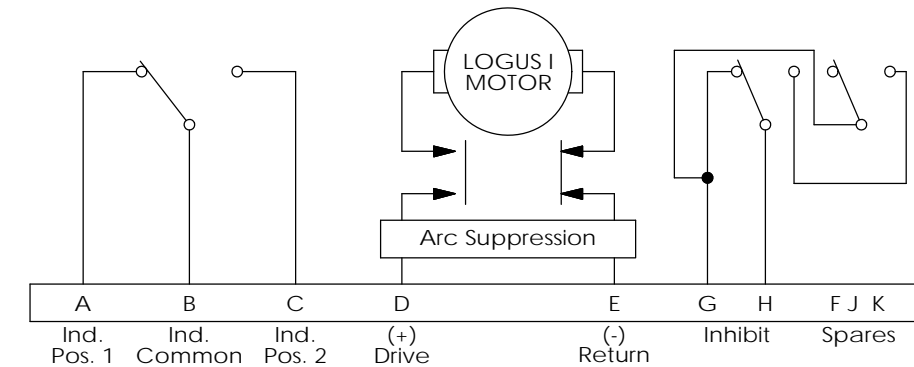 LOGUS I
MOTOR
Arc Suppression
A B C D E G H F J K
Ind. Pos. 1
Ind. Common
Ind. Pos. 2
(+) Drive
(-) Return
Inhibit
Spares